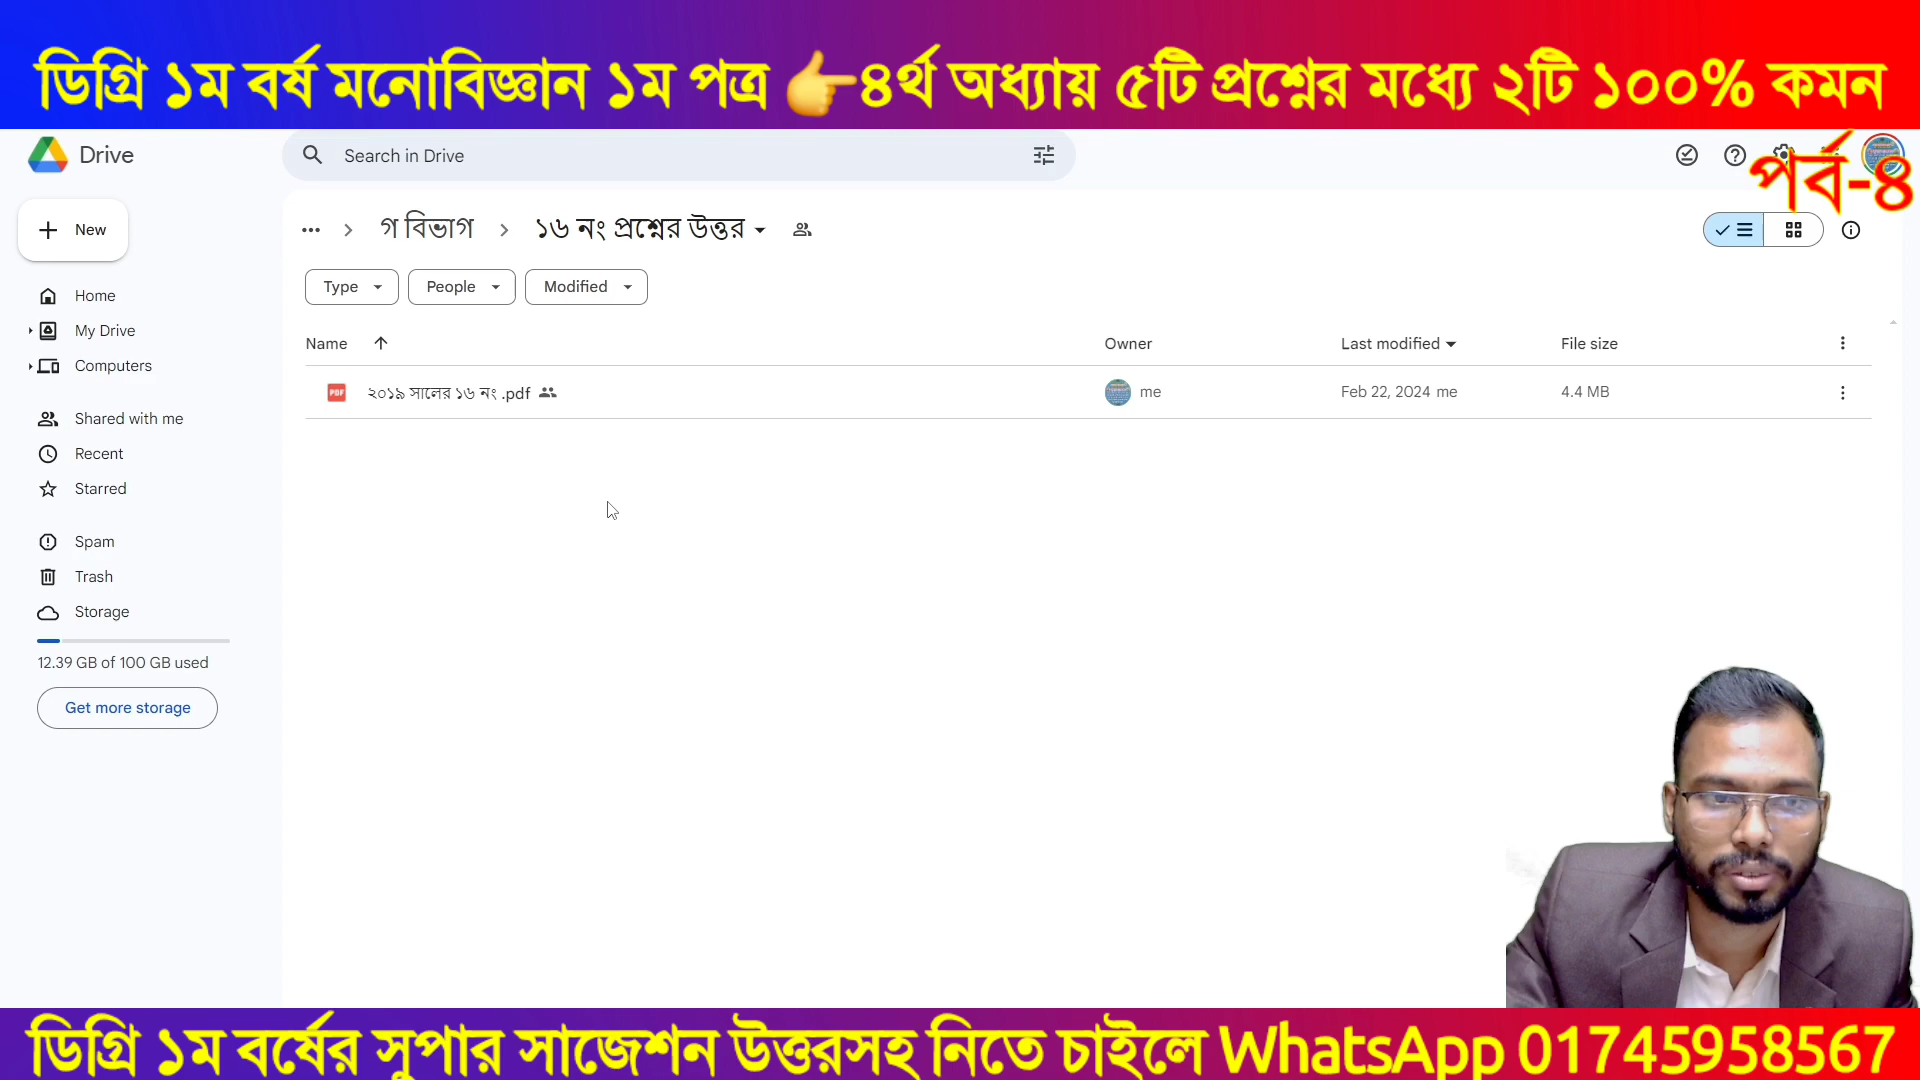 ডিগ্রি ১ম বর্ষ মনোবিজ্ঞান ১ম পত্র 👉৪র্থ অধ্যায় ৫টি প্রশ্নের মধ্যে ২টি ১০০% কমন
Drive
Search in Drive
পর্ব-৪
New
গ বিভাগ
১৬ নং প্রশ্নের উত্তর
Type
People
Modified
Home
My Drive
Computers
Shared with me
Recent
Starred
Spam
Trash
Storage
12.39 GB of 100 GB used
Get more storage
Name
Owner
Last modified
File size
PDF ২০১৯ সালের ১৬ নং .pdf
me
Feb 22, 2024 me
4.4 MB
ডিগ্রি ১ম বর্ষের সুপার সাজেশন উত্তরসহ নিতে চাইলে WhatsApp 01745958567